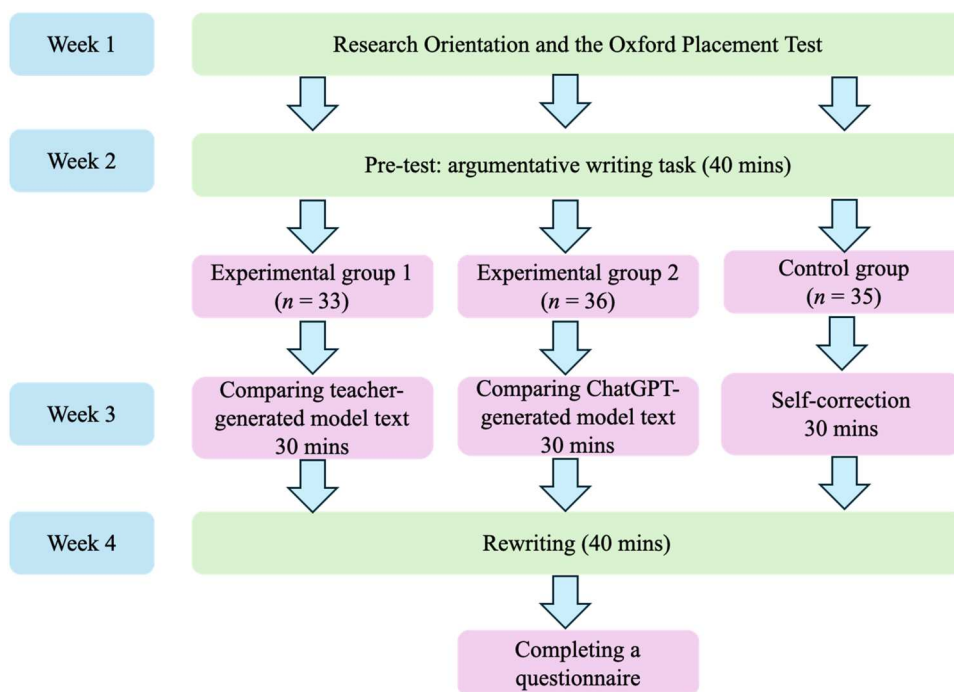 Week 1
Research Orientation and the Oxford Placement Test
Week 2
Pre-test: argumentative writing task (40 mins)
Experimental group 1
(n = 33)
Experimental group 2
(n = 36)
Control group
(n = 35)
Week 3
Comparing teacher-
generated model text
30 mins
Comparing ChatGPT-
generated model text
30 mins
Self-correction
30 mins
Week 4
Rewriting (40 mins)
Completing a
questionnaire